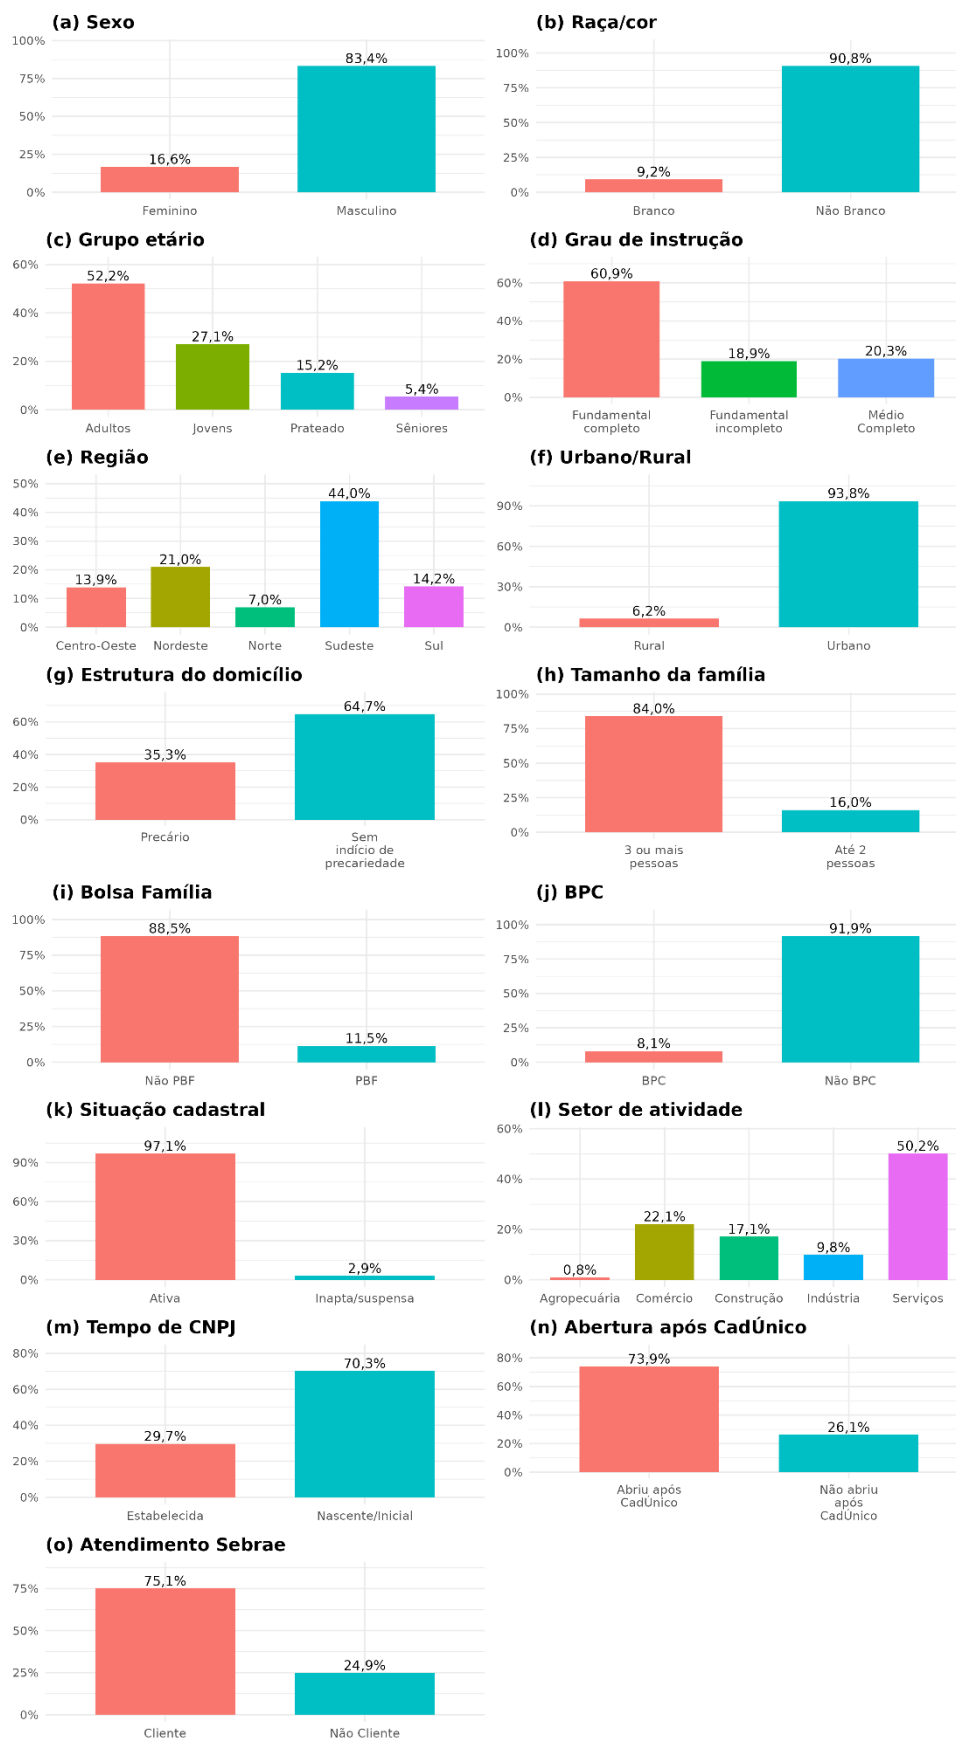 (a) Sexo
100%
83,4%
75%
50%
25%
16,6%
0%
Feminino
Masculino
(b) Raça/cor
100%
90,8%
75%
50%
25%
9,2%
0%
Branco
Não Branco
(c) Grupo etário
60%
52,2%
40%
27,1%
20%
15,2%
5,4%
0%
Adultos
Jovens
Prateado
Sêniores
(d) Grau de instrução
60%
60,9%
40%
20%
18,9%
20,3%
0%
Fundamental
completo
Fundamental
incompleto
Médio
Completo
(e) Região
50%
44,0%
40%
30%
20%
21,0%
13,9%
14,2%
10%
7,0%
0%
Centro-Oeste
Nordeste
Norte
Sudeste
Sul
(f) Urbano/Rural
93,8%
90%
60%
30%
6,2%
0%
Rural
Urbano
(g) Estrutura do domicílio
64,7%
60%
40%
35,3%
20%
0%
Precário
Sem
indício de
precariedade
(h) Tamanho da família
100%
84,0%
75%
50%
25%
16,0%
0%
3 ou mais
pessoas
Até 2
pessoas
(i) Bolsa Família
100%
88,5%
75%
50%
25%
11,5%
0%
Não PBF
PBF
(j) BPC
100%
91,9%
75%
50%
25%
8,1%
0%
BPC
Não BPC
(k) Situação cadastral
97,1%
90%
60%
30%
2,9%
0%
Ativa
Inapta/suspensa
(l) Setor de atividade
60%
50,2%
40%
22,1%
20%
17,1%
9,8%
0,8%
0%
Agropecuária
Comércio
Construção
Indústria
Serviços
(m) Tempo de CNPJ
80%
70,3%
60%
40%
29,7%
20%
0%
Estabelecida
Nascente/Inicial
(n) Abertura após CadÚnico
80%
73,9%
60%
40%
26,1%
20%
0%
Abriu após
CadÚnico
Não abriu
após
CadÚnico
(o) Atendimento Sebrae
75,1%
75%
50%
25%
24,9%
0%
Cliente
Não Cliente